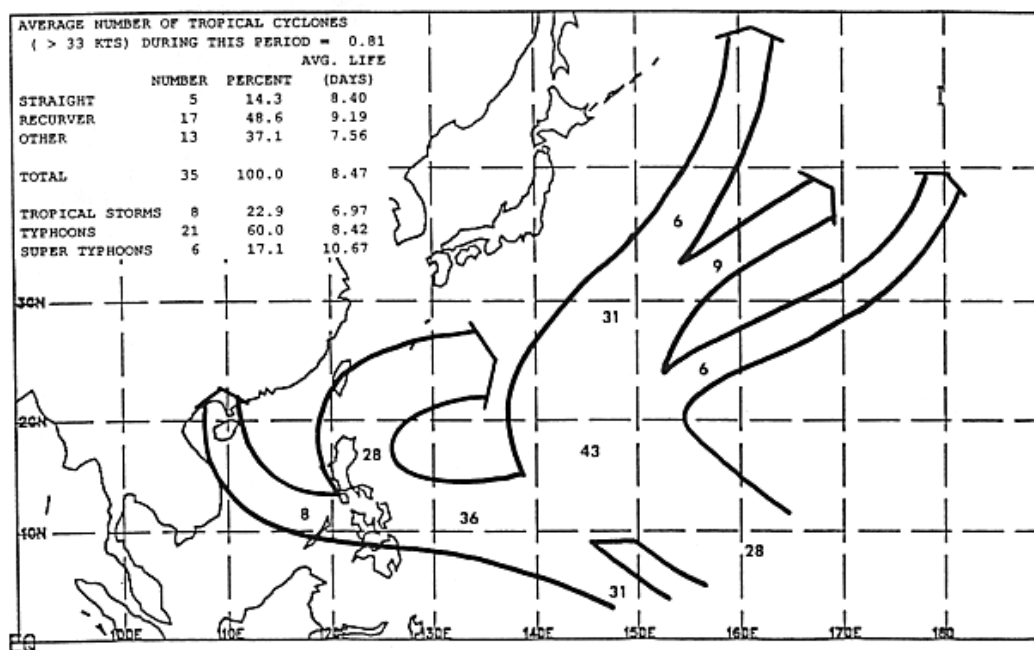 AVERAGE NUMBER OF TROPICAL CYCLONES
( > 33 KTS) DURING THIS PERIOD = 0.81
AVG. LIFE
NUMBER PERCENT (DAYS)
STRAIGHT 5 14.3 8.40
RECURVER 17 48.6 9.19
OTHER 13 37.1 7.56
TOTAL 35 100.0 8.47
TROPICAL STORMS 8 22.9 6.97
TYPHOONS 21 60.0 8.42
SUPER TYPHOONS 6 17.1 10.67
6
9
30N
31
6
20N
43
28
8
36
10N
28
31
EQ 100E 110E 120E 130E 140E 150E 160E 170E 180